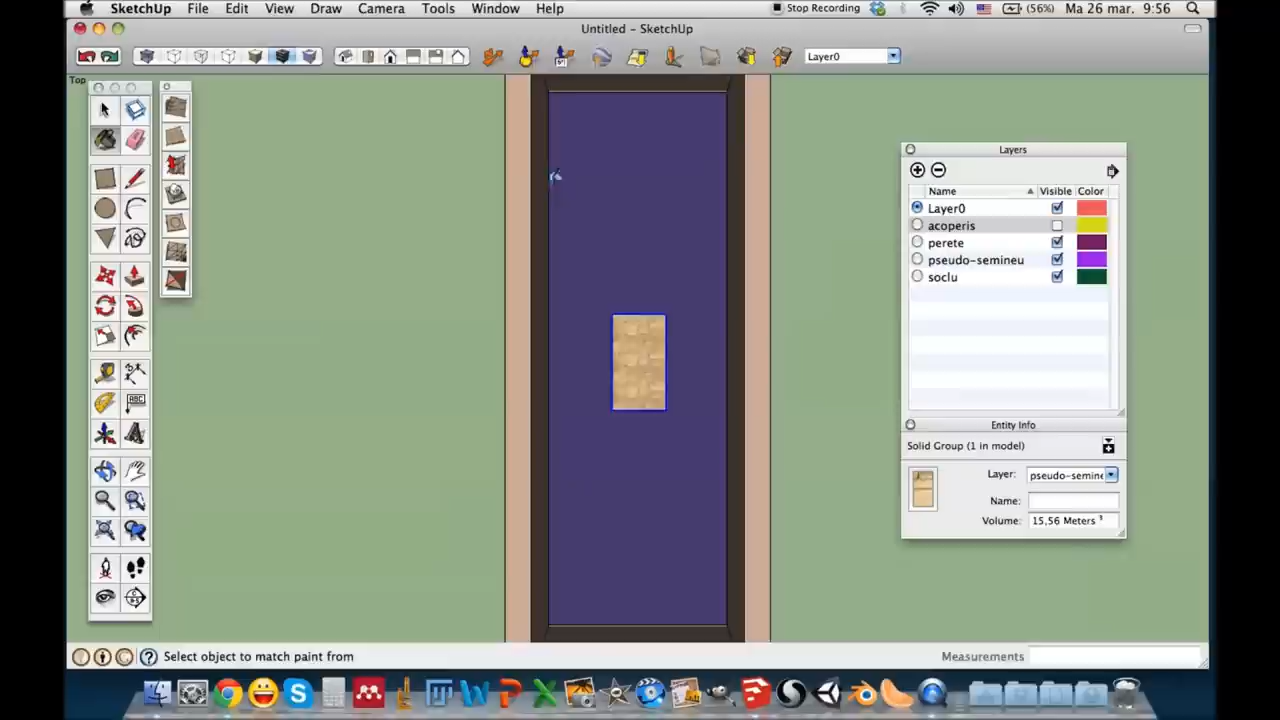 SketchUp File Edit View Draw Camera Tools Window Help Stop Recording (56%) Ma 26 mar. 9:56
Untitled - SketchUp
Layer0
Top
Layers
Name Visible Color
Layer0
acoperis
perete
pseudo-semineu
soclu
Entity Info
Solid Group (1 in model)
Layer: pseudo-semine
Name:
Volume: 15,56 Meters ³
ABC
Select object to match paint from
Measurements